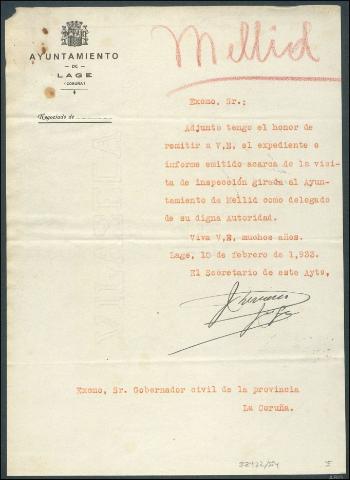 AYUNTAMIENTO
DE
LAGE
(CORUÑA)
Mellid
Negociado de
Excmo, Sr.;
Adjunto tengo el honor de
remitir a V,E, el expediente e
informe emitido acerca de la visi-
ta de inspección girada al Ayun-
tamiento de Mellid como delegado
de su digna Autoridad.
Viva V,E, muchos años.
Lage, 10 de febrero de 1,933.
El Secretario de este Ayto,
Excmo, Sr. Gobernador civil de la provincia
La Coruña.